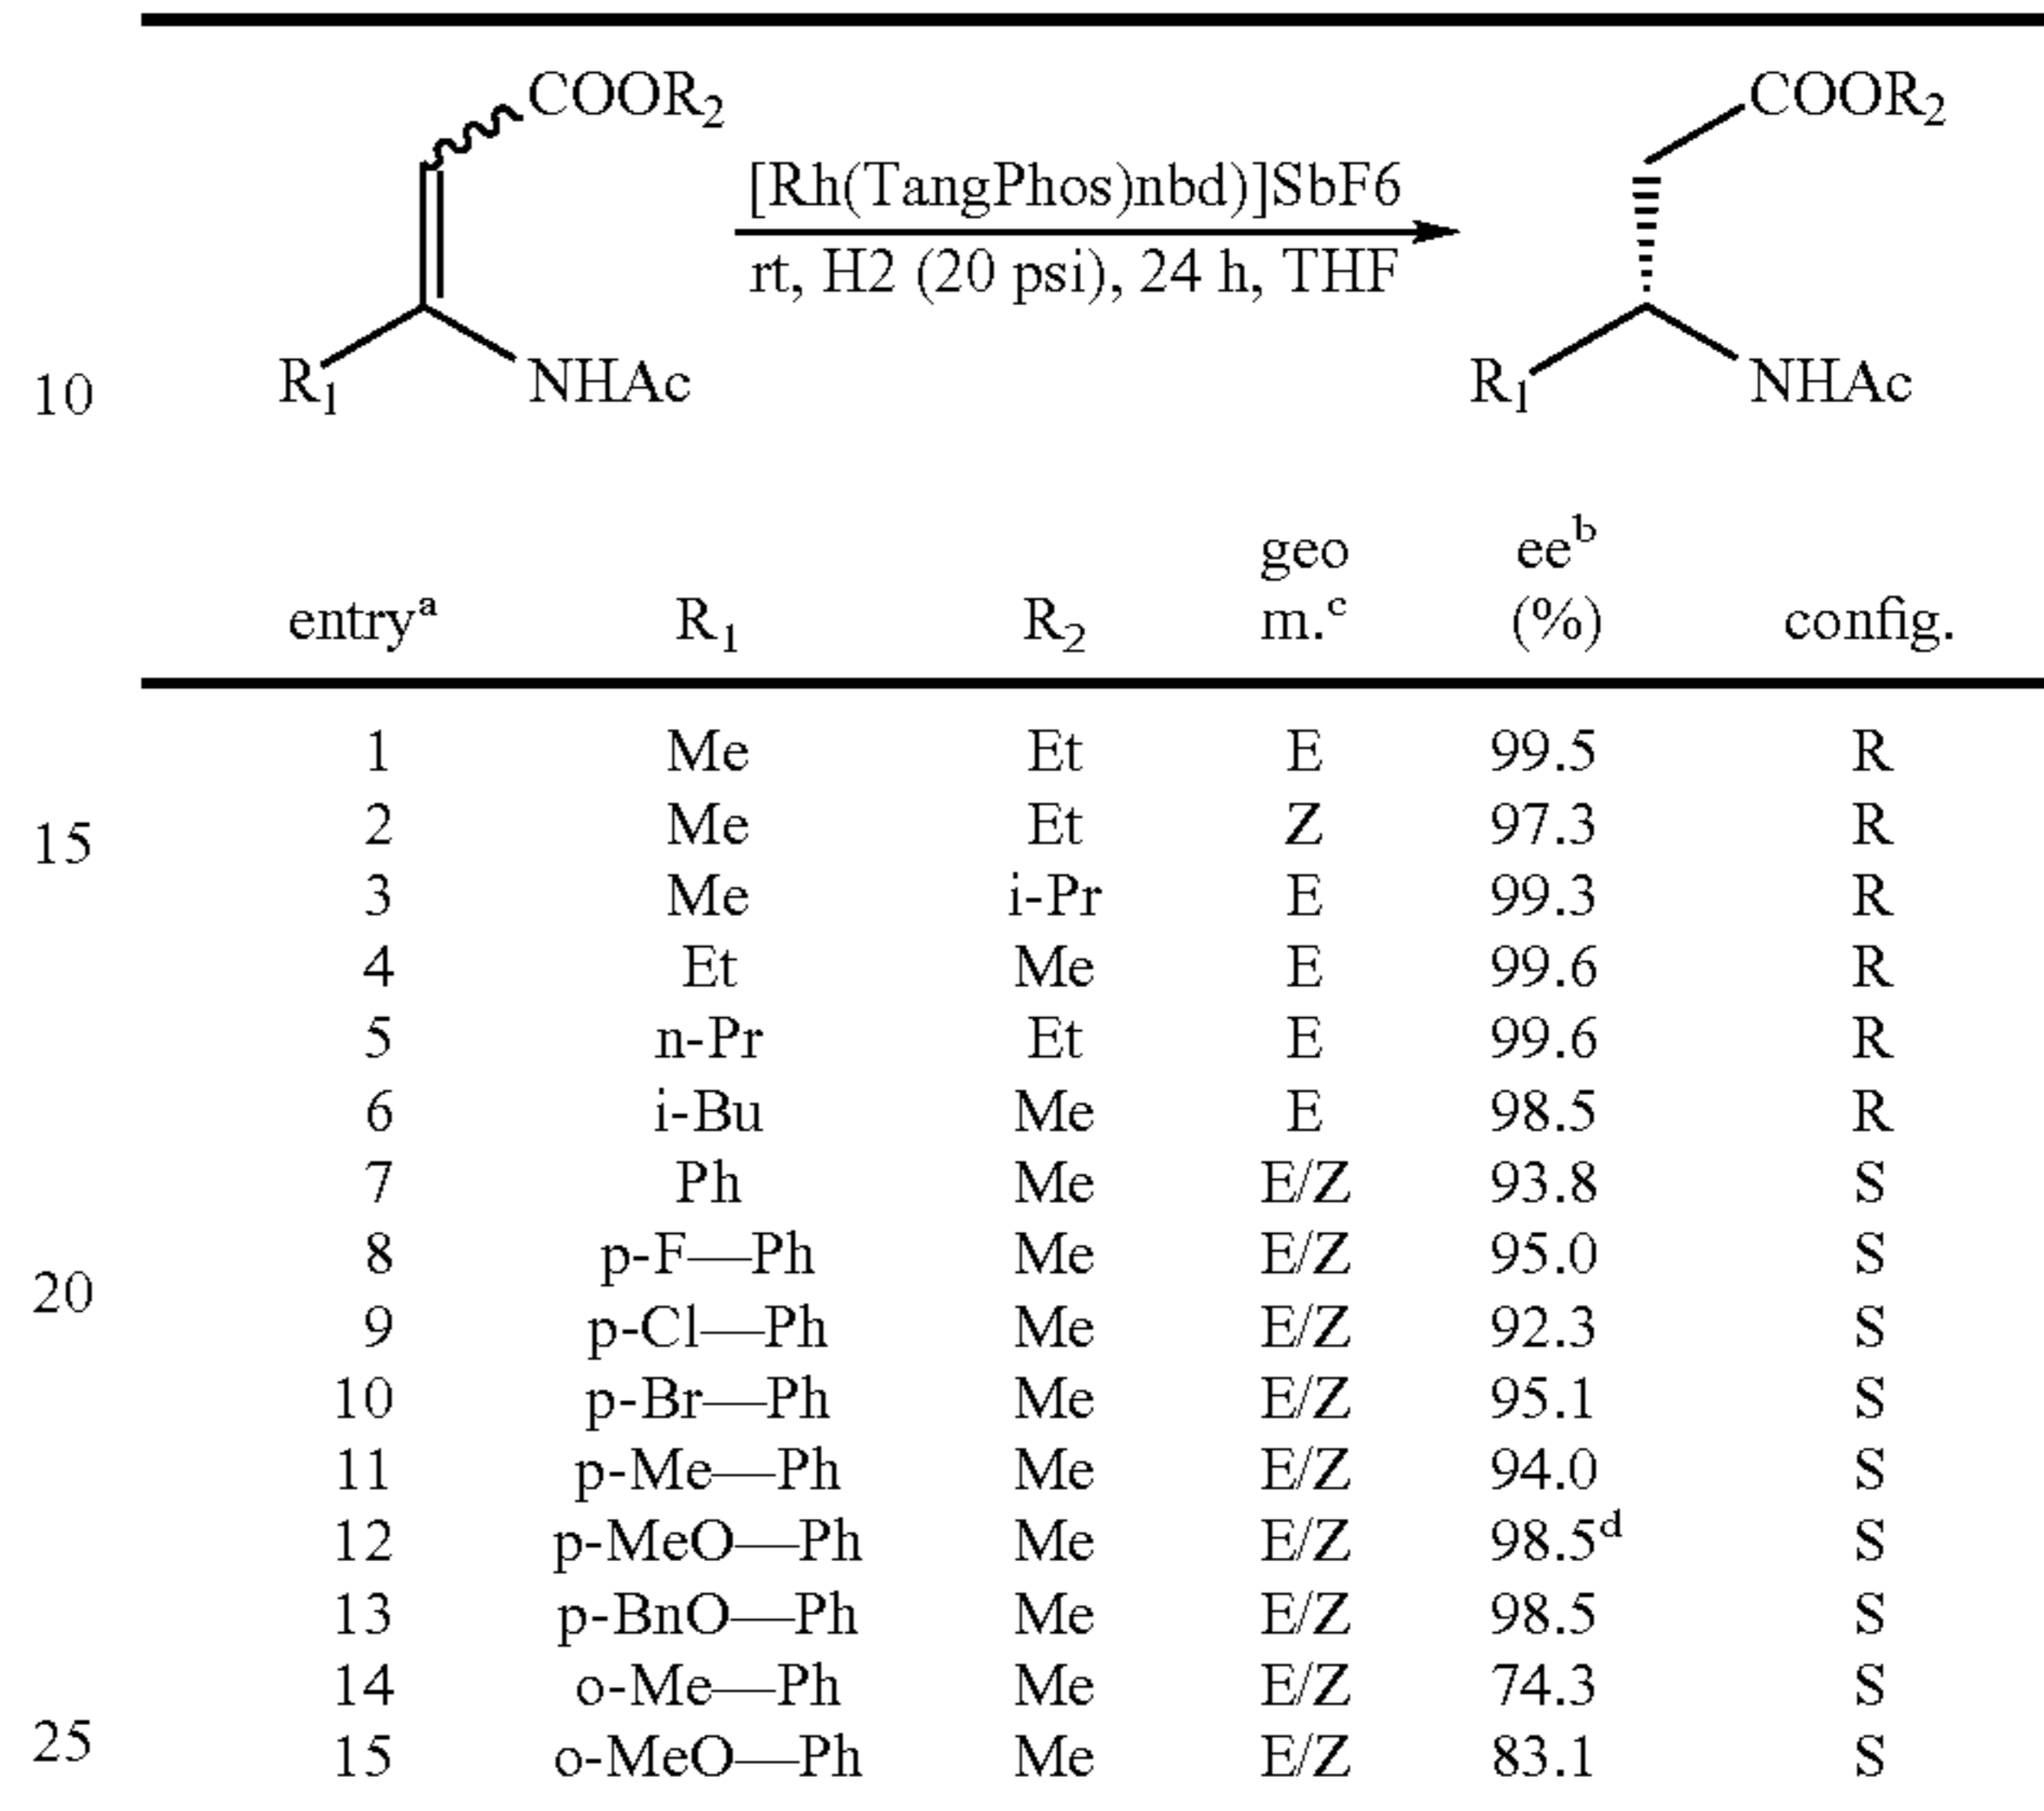 COOR2 COOR2
[Rh(TangPhos)nbd)]SbF6
rt, H2 (20 psi), 24 h, THF
10 R1 NHAc R1 NHAc
geo eeb
entrya R1 R2 m.c (%) config.
1 Me Et E 99.5 R
15 2 Me Et Z 97.3 R
3 Me i-Pr E 99.3 R
4 Et Me E 99.6 R
5 n-Pr Et E 99.6 R
6 i-Bu Me E 98.5 R
7 Ph Me E/Z 93.8 S
20 8 p-F—Ph Me E/Z 95.0 S
9 p-Cl—Ph Me E/Z 92.3 S
10 p-Br—Ph Me E/Z 95.1 S
11 p-Me—Ph Me E/Z 94.0 S
12 p-MeO—Ph Me E/Z 98.5d S
13 p-BnO—Ph Me E/Z 98.5 S
14 o-Me—Ph Me E/Z 74.3 S
25 15 o-MeO—Ph Me E/Z 83.1 S